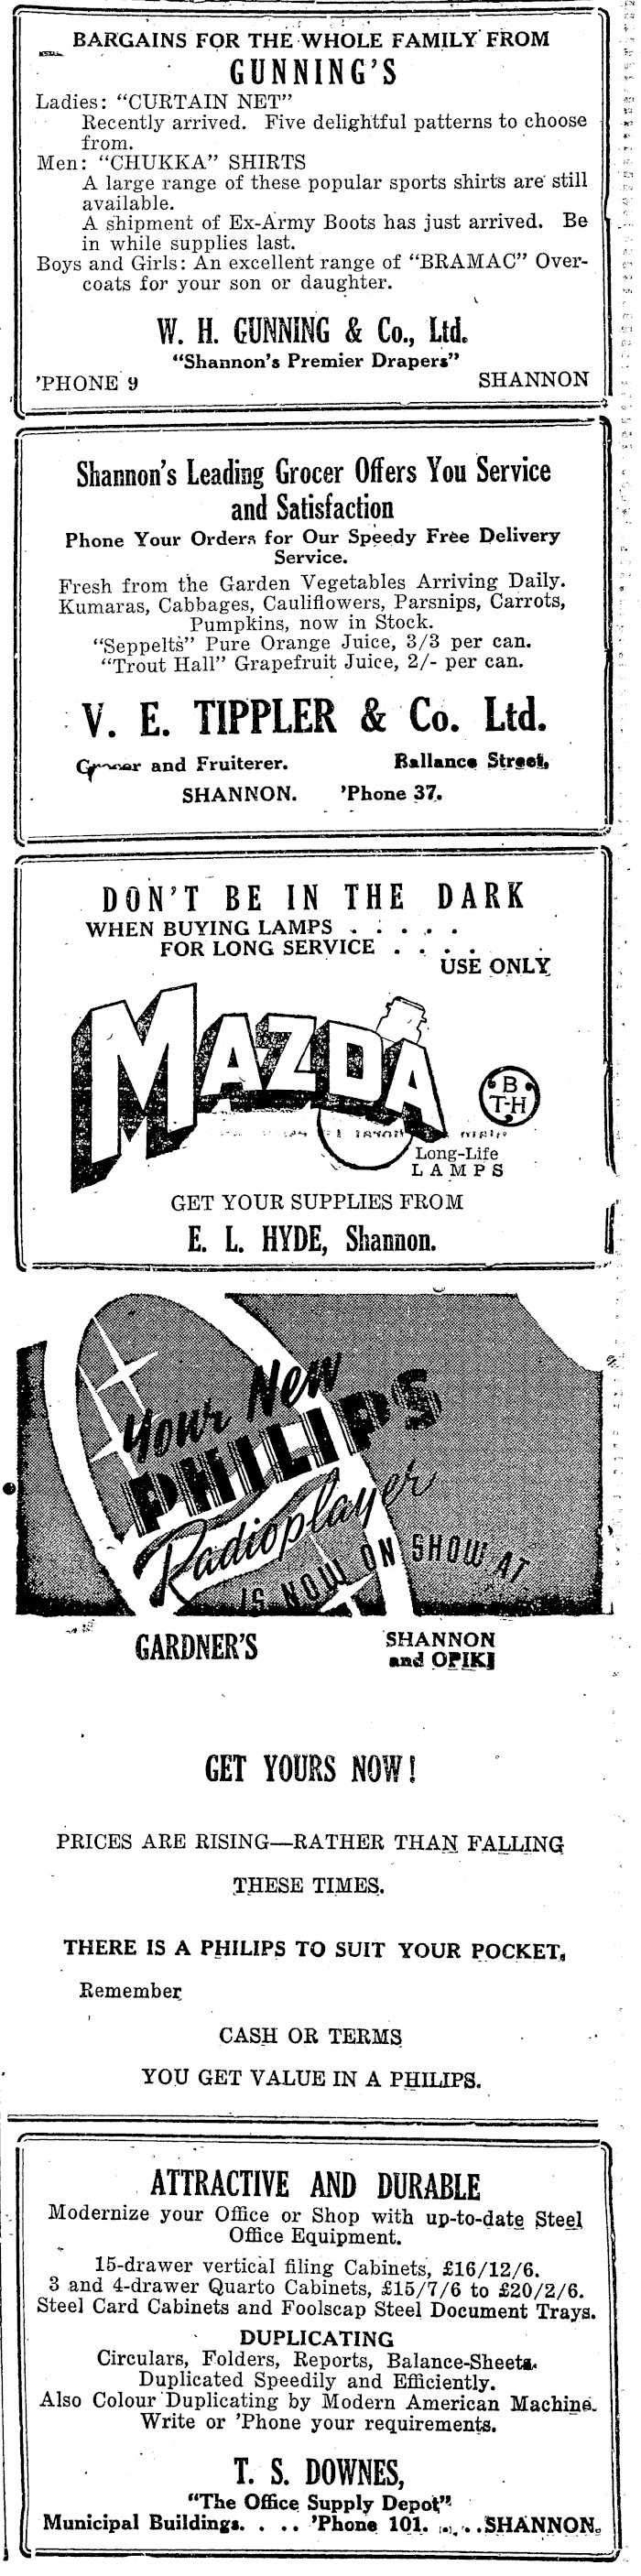 BARGAINS FOR THE WHOLE FAMILY FROM
GUNNING'S
Ladies: "CURTAIN NET"
Recently arrived. Five delightful patterns to choose
from.
Men: "CHUKKA" SHIRTS
A large range of these popular sports shirts are still
available.
A shipment of Ex-Army Boots has just arrived. Be
in while supplies last.
Boys and Girls: An excellent range of "BRAMAC" Over-
coats for your son or daughter.
W. H. GUNNING & Co., Ltd.
"Shannon's Premier Drapers"
'PHONE 9 SHANNON
Shannon's Leading Grocer Offers You Service
and Satisfaction
Phone Your Orders for Our Speedy Free Delivery
Service.
Fresh from the Garden Vegetables Arriving Daily.
Kumaras, Cabbages, Cauliflowers, Parsnips, Carrots,
Pumpkins, now in Stock.
"Seppelts" Pure Orange Juice, 3/3 per can.
"Trout Hall" Grapefruit Juice, 2/- per can.
V. E. TIPPLER & Co. Ltd.
Grocer and Fruiterer. Ballance Street,
SHANNON. 'Phone 37.
DON'T BE IN THE DARK
WHEN BUYING LAMPS . . . . .
FOR LONG SERVICE . . . .
USE ONLY
MAZDA
B
T-H
Long-Life
LAMPS
GET YOUR SUPPLIES FROM
E. L. HYDE, Shannon.
Your New
PHILIPS
Radioplayer
IS NOW ON SHOW AT
GARDNER'S SHANNON
and OPIKI
GET YOURS NOW!
PRICES ARE RISING—RATHER THAN FALLING
THESE TIMES.
THERE IS A PHILIPS TO SUIT YOUR POCKET.
Remember
CASH OR TERMS
YOU GET VALUE IN A PHILIPS.
ATTRACTIVE AND DURABLE
Modernize your Office or Shop with up-to-date Steel
Office Equipment.
15-drawer vertical filing Cabinets, £16/12/6.
3 and 4-drawer Quarto Cabinets, £15/7/6 to £20/2/6.
Steel Card Cabinets and Foolscap Steel Document Trays.
DUPLICATING
Circulars, Folders, Reports, Balance-Sheets.
Duplicated Speedily and Efficiently.
Also Colour Duplicating by Modern American Machine.
Write or 'Phone your requirements.
T. S. DOWNES,
"The Office Supply Depot"
Municipal Buildings. . .. 'Phone 101. .. . . .SHANNON.